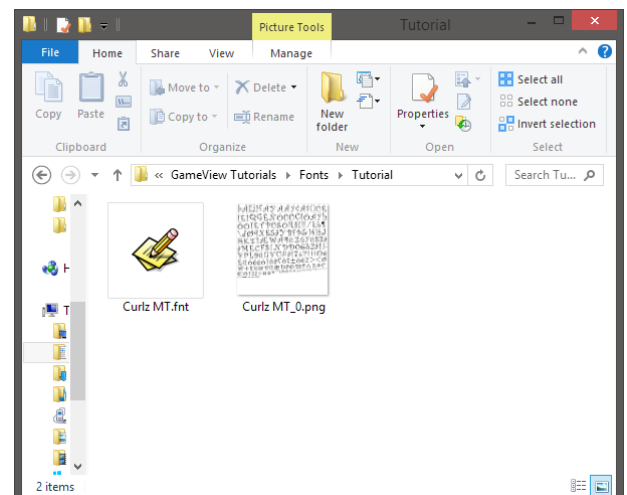 Picture Tools
Tutorial
File Home Share View Manage
Copy
Paste
Move to
Copy to
Delete
Rename
New
folder
Properties
Select all
Select none
Invert selection
Clipboard Organize New Open Select
« GameView Tutorials Fonts Tutorial
Search Tu...
H
T
Curlz MT.fnt Curlz MT_0.png
2 items